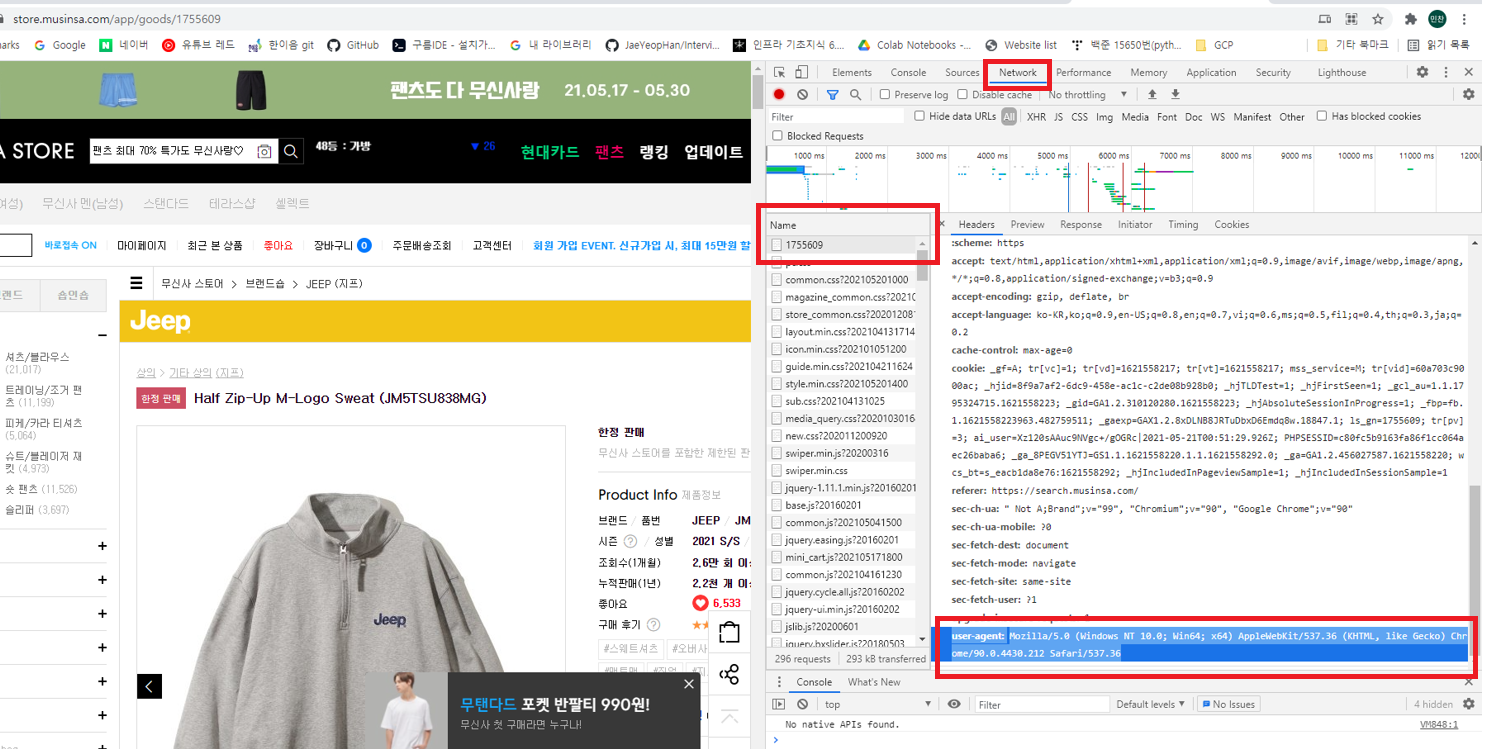 store.musinsa.com/app/goods/1755609
민찬
arks Google 네이버 유튜브 레드 한이음 git GitHub 구름IDE - 설치가... 내 라이브러리 JaeYeopHan/Intervi... 인프라 기초지식 6.... Colab Notebooks -... Website list 백준 15650번(pyth... GCP 기타 북마크 읽기 목록
팬츠도 다 무신사랑 21.05.17 - 05.30
A STORE 팬츠 최대 70% 특가도 무신사랑♡ 48등 : 가방 ▼ 26 현대카드 팬츠 랭킹 업데이트
여성) 무신사 멘(남성) 스탠다드 테라스샵 셀렉트
바로접속 ON 마이페이지 최근 본 상품 좋아요 장바구니 0 주문배송조회 고객센터 회원 가입 EVENT. 신규가입 시, 최대 15만원 할
랜드 숍인숍
무신사 스토어 > 브랜드숍 > JEEP (지프)
Jeep
셔츠/블라우스
(21,017)
트레이닝/조거 팬
츠 (11,199)
피케/카라 티셔츠
(5,064)
슈트/블레이저 재
킷 (4,973)
숏 팬츠 (11,526)
슬리퍼 (3,697)
상의 > 기타 상의 (지프)
한정 판매 Half Zip-Up M-Logo Sweat (JM5TSU838MG)
Jeep
한정 판매
무신사 스토어를 포함한 제한된 판
Product Info 제품정보
브랜드 / 품번 JEEP / JM
시즌 ? / 성별 2021 S/S /
조회수(1개월) 2.6만 회 이상
누적판매(1년) 2.2천 개 이상
좋아요 6,533
구매 후기 ?
#스웨트셔츠 #오버사
무탠다드 포켓 반팔티 990원!
무신사 첫 구매라면 누구나!
Elements Console Sources Network Performance Memory Application Security Lighthouse
Preserve log Disable cache No throttling ▼
Filter Hide data URLs All XHR JS CSS Img Media Font Doc WS Manifest Other Has blocked cookies
Blocked Requests
1000 ms 2000 ms 3000 ms 4000 ms 5000 ms 6000 ms 7000 ms 8000 ms 9000 ms 10000 ms 11000 ms 12000
Name
1755609
common.css?202105201000
magazine_common.css?20210
store_common.css?202012081
layout.min.css?202104131714
icon.min.css?202101051200
guide.min.css?202104211624
style.min.css?202105201400
sub.css?202104131025
media_query.css?2020103016
new.css?202011200920
swiper.min.js?20200316
swiper.min.css
jquery-1.11.1.min.js?20160201
base.js?20160201
common.js?202105041500
jquery.easing.js?20160201
mini_cart.js?202105171800
common.js?202104161230
jquery.cycle.all.js?20160202
jquery-ui.min.js?20160202
jslib.js?20200601
jquery.bxslider.js?20180503
296 requests 293 kB transferred
Headers Preview Response Initiator Timing Cookies
:scheme: https
accept: text/html,application/xhtml+xml,application/xml;q=0.9,image/avif,image/webp,image/apng,
*/*;q=0.8,application/signed-exchange;v=b3;q=0.9
accept-encoding: gzip, deflate, br
accept-language: ko-KR,ko;q=0.9,en-US;q=0.8,en;q=0.7,vi;q=0.6,ms;q=0.5,fil;q=0.4,th;q=0.3,ja;q=
0.2
cache-control: max-age=0
cookie: _gf=A; tr[vc]=1; tr[vd]=1621558217; tr[vt]=1621558217; mss_service=M; tr[vid]=60a703c90
00ac; _hjid=8f9a7af2-6dc9-458e-ac1c-c2de08b928b0; _hjTLDTest=1; _hjFirstSeen=1; _gcl_au=1.1.17
95324715.1621558223; _gid=GA1.2.310120280.1621558223; _hjAbsoluteSessionInProgress=1; _fbp=fb.
1.1621558223963.482759511; _gaexp=GAX1.2.8xDLNB8JRTuDbxD6Emdq8w.18847.1; ls_gn=1755609; tr[pv]
=3; ai_user=Xz120sAAuc9NVgc+/gOGRc|2021-05-21T00:51:29.926Z; PHPSESSID=c80fc5b9163fa86f1cc064a
ec26baba6; _ga_8PEGV51YTJ=GS1.1.1621558220.1.1.1621558292.0; _ga=GA1.2.456027587.1621558220; w
cs_bt=s_eacb1da8e76:1621558292; _hjIncludedInPageviewSample=1; _hjIncludedInSessionSample=1
referer: https://search.musinsa.com/
sec-ch-ua: " Not A;Brand";v="99", "Chromium";v="90", "Google Chrome";v="90"
sec-ch-ua-mobile: ?0
sec-fetch-dest: document
sec-fetch-mode: navigate
sec-fetch-site: same-site
sec-fetch-user: ?1
user-agent: Mozilla/5.0 (Windows NT 10.0; Win64; x64) AppleWebKit/537.36 (KHTML, like Gecko) Chr
ome/90.0.4430.212 Safari/537.36
Console What's New
top ▼ Filter Default levels ▼ No Issues 4 hidden
No native APIs found. VM848:1